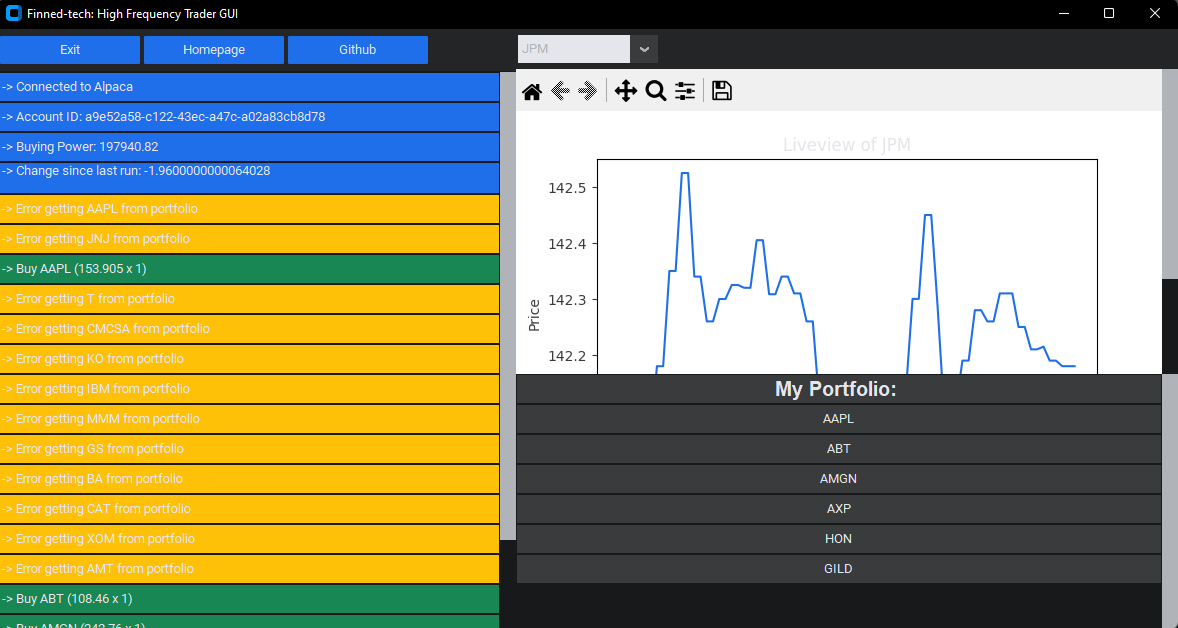 Finned-tech: High Frequency Trader GUI
Exit Homepage Github
JPM
-> Connected to Alpaca
-> Account ID: a9e52a58-c122-43ec-a47c-a02a83cb8d78
-> Buying Power: 197940.82
-> Change since last run: -1.9600000000064028
-> Error getting AAPL from portfolio
-> Error getting JNJ from portfolio
-> Buy AAPL (153.905 x 1)
-> Error getting T from portfolio
-> Error getting CMCSA from portfolio
-> Error getting KO from portfolio
-> Error getting IBM from portfolio
-> Error getting MMM from portfolio
-> Error getting GS from portfolio
-> Error getting BA from portfolio
-> Error getting CAT from portfolio
-> Error getting XOM from portfolio
-> Error getting AMT from portfolio
-> Buy ABT (108.46 x 1)
-> Buy AMGN (242.76 x 1)
Liveview of JPM
142.5
142.4
142.3
142.2
Price
My Portfolio:
AAPL
ABT
AMGN
AXP
HON
GILD